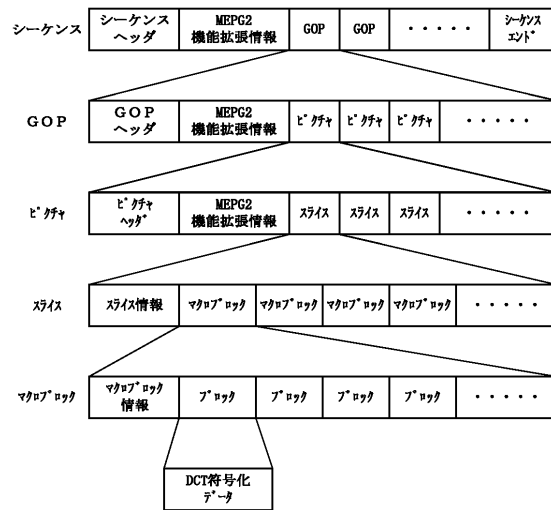 シーケンス
シーケンス
ヘッダ
MEPG2
機能拡張情報
GOP
GOP
・・・・・
ｼｰｹﾝｽ
ｴﾝﾄﾞ
ＧＯＰ
ＧＯＰ
ヘッダ
MEPG2
機能拡張情報
ﾋﾟｸﾁｬ
ﾋﾟｸﾁｬ
ﾋﾟｸﾁｬ
・・・・・
ﾋﾟｸﾁｬ
ﾋﾟｸﾁｬ
ﾍｯﾀﾞ
MEPG2
機能拡張情報
ｽﾗｲｽ
ｽﾗｲｽ
ｽﾗｲｽ
・・・・・
ｽﾗｲｽ
ｽﾗｲｽ情報
ﾏｸﾛﾌﾞﾛｯｸ
ﾏｸﾛﾌﾞﾛｯｸ
ﾏｸﾛﾌﾞﾛｯｸ
ﾏｸﾛﾌﾞﾛｯｸ
・・・・・
ﾏｸﾛﾌﾞﾛｯｸ
ﾏｸﾛﾌﾞﾛｯｸ
情報
ﾌﾞﾛｯｸ
ﾌﾞﾛｯｸ
ﾌﾞﾛｯｸ
ﾌﾞﾛｯｸ
・・・・・
DCT符号化
ﾃﾞｰﾀ